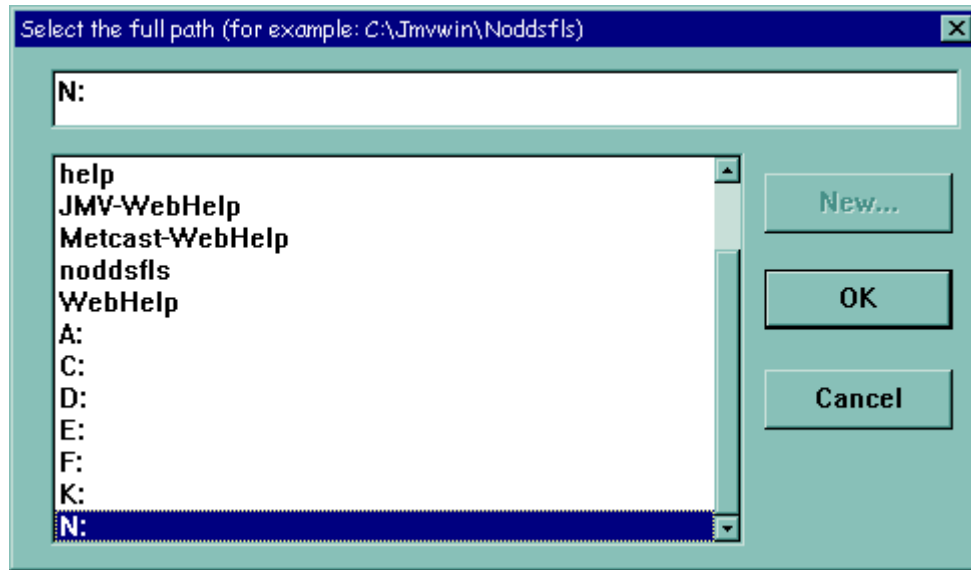 Select the full path (for example: C:\Jmvwin\Noddsfls)
N:
help
JMV-WebHelp
Metcast-WebHelp
noddsfls
WebHelp
A:
C:
D:
E:
F:
K:
N:
New...
OK
Cancel